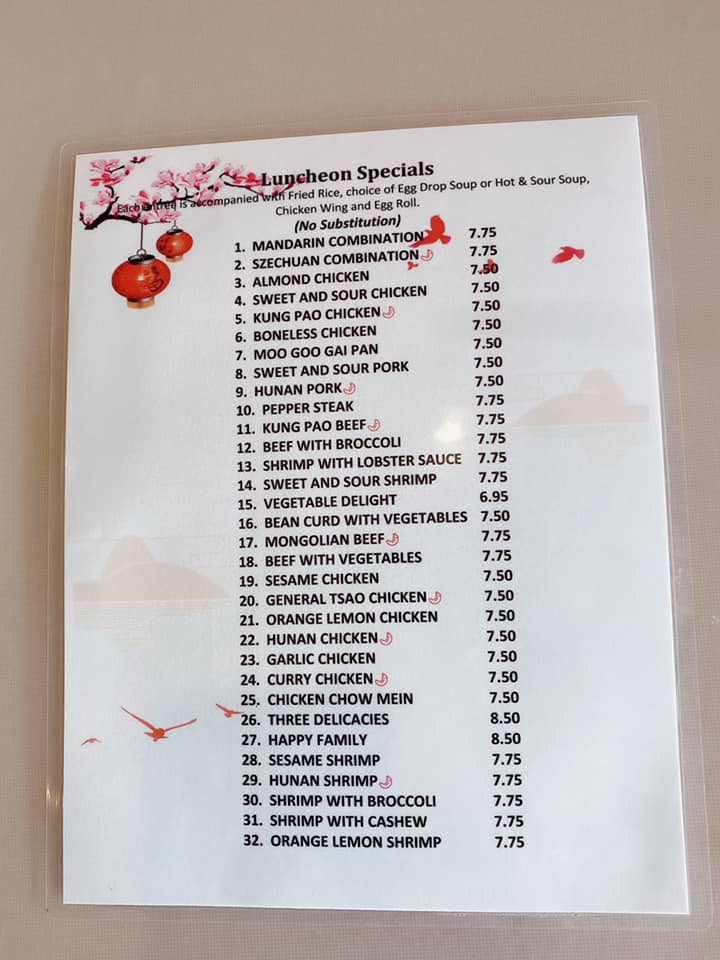 Luncheon Specials
Each entree is accompanied with Fried Rice, choice of Egg Drop Soup or Hot & Sour Soup,
Chicken Wing and Egg Roll.
(No Substitution)
1. MANDARIN COMBINATION 7.75
2. SZECHUAN COMBINATION 7.75
3. ALMOND CHICKEN 7.50
4. SWEET AND SOUR CHICKEN 7.50
5. KUNG PAO CHICKEN 7.50
6. BONELESS CHICKEN 7.50
7. MOO GOO GAI PAN 7.50
8. SWEET AND SOUR PORK 7.50
9. HUNAN PORK 7.50
10. PEPPER STEAK 7.75
11. KUNG PAO BEEF 7.75
12. BEEF WITH BROCCOLI 7.75
13. SHRIMP WITH LOBSTER SAUCE 7.75
14. SWEET AND SOUR SHRIMP 7.75
15. VEGETABLE DELIGHT 6.95
16. BEAN CURD WITH VEGETABLES 7.50
17. MONGOLIAN BEEF 7.75
18. BEEF WITH VEGETABLES 7.75
19. SESAME CHICKEN 7.50
20. GENERAL TSAO CHICKEN 7.50
21. ORANGE LEMON CHICKEN 7.50
22. HUNAN CHICKEN 7.50
23. GARLIC CHICKEN 7.50
24. CURRY CHICKEN 7.50
25. CHICKEN CHOW MEIN 7.50
26. THREE DELICACIES 8.50
27. HAPPY FAMILY 8.50
28. SESAME SHRIMP 7.75
29. HUNAN SHRIMP 7.75
30. SHRIMP WITH BROCCOLI 7.75
31. SHRIMP WITH CASHEW 7.75
32. ORANGE LEMON SHRIMP 7.75